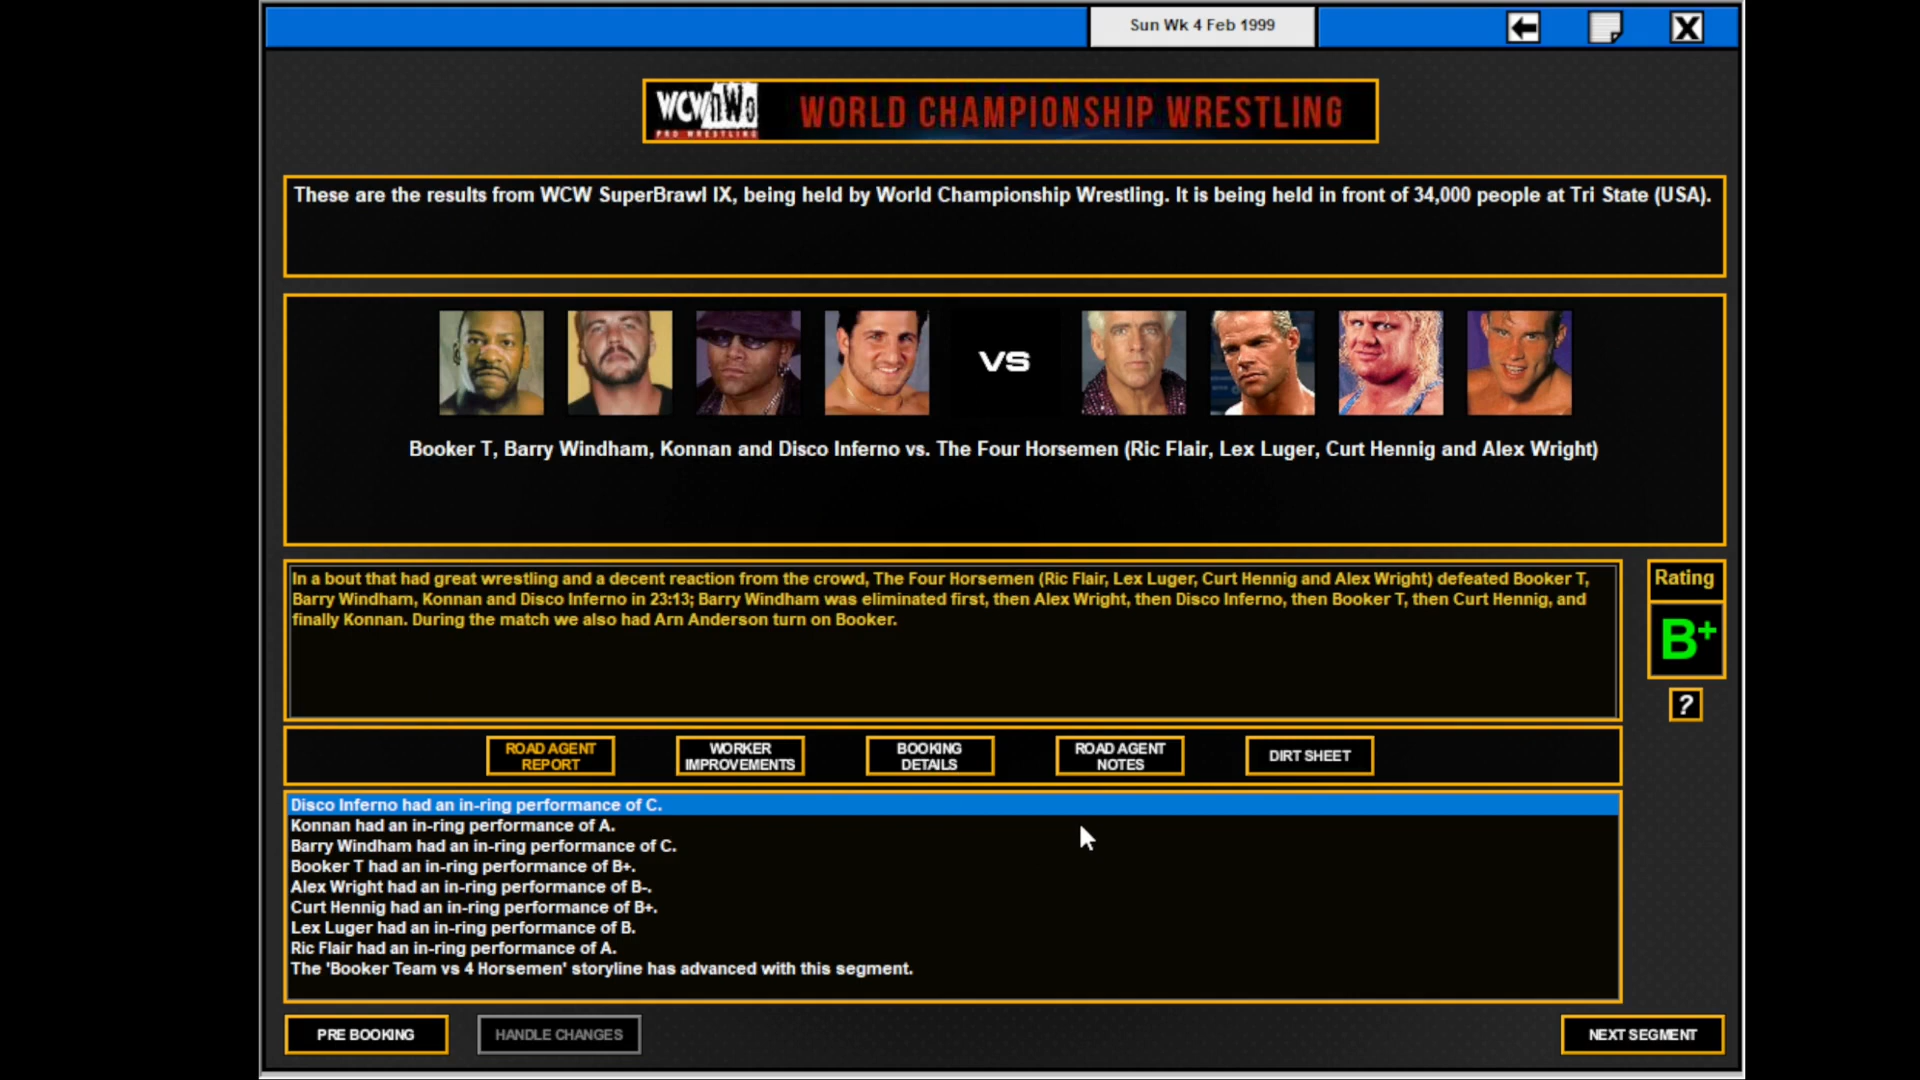 Sun Wk 4 Feb 1999
WCW nWo
PRO WRESTLING
WORLD CHAMPIONSHIP WRESTLING
These are the results from WCW SuperBrawl IX, being held by World Championship Wrestling. It is being held in front of 34,000 people at Tri State (USA).
VS
Booker T, Barry Windham, Konnan and Disco Inferno vs. The Four Horsemen (Ric Flair, Lex Luger, Curt Hennig and Alex Wright)
In a bout that had great wrestling and a decent reaction from the crowd, The Four Horsemen (Ric Flair, Lex Luger, Curt Hennig and Alex Wright) defeated Booker T,
Barry Windham, Konnan and Disco Inferno in 23:13; Barry Windham was eliminated first, then Alex Wright, then Disco Inferno, then Booker T, then Curt Hennig, and
finally Konnan. During the match we also had Arn Anderson turn on Booker.
Rating
B+
?
ROAD AGENT
REPORT
WORKER
IMPROVEMENTS
BOOKING
DETAILS
ROAD AGENT
NOTES
DIRT SHEET
Disco Inferno had an in-ring performance of C.
Konnan had an in-ring performance of A.
Barry Windham had an in-ring performance of C.
Booker T had an in-ring performance of B+.
Alex Wright had an in-ring performance of B-.
Curt Hennig had an in-ring performance of B+.
Lex Luger had an in-ring performance of B.
Ric Flair had an in-ring performance of A.
The 'Booker Team vs 4 Horsemen' storyline has advanced with this segment.
PRE BOOKING
HANDLE CHANGES
NEXT SEGMENT